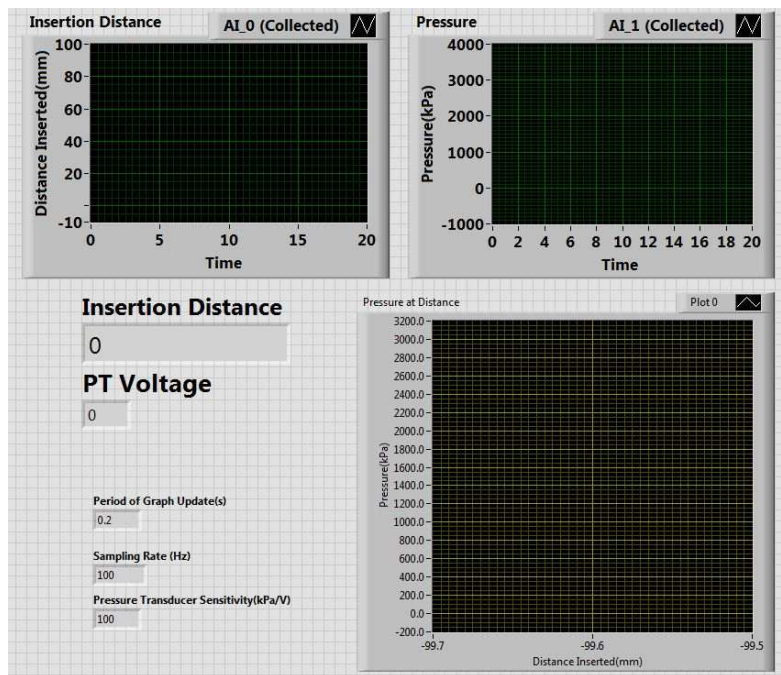 Insertion Distance
AI_0 (Collected)
100
80
60
40
20
-10
Distance Inserted(mm)
0 5 10 15 20
Time
Pressure
AI_1 (Collected)
4000
3000
2000
1000
0
-1000
Pressure(kPa)
0 2 4 6 8 10 12 14 16 18 20
Time
Insertion Distance
0
PT Voltage
0
Period of Graph Update(s)
0.2
Sampling Rate (Hz)
100
Pressure Transducer Sensitivity(kPa/V)
100
Pressure at Distance
Plot 0
3200.0
3000.0
2800.0
2600.0
2400.0
2200.0
2000.0
1800.0
1600.0
1400.0
1200.0
1000.0
800.0
600.0
400.0
200.0
0.0
-200.0
Pressure(kPa)
-99.7 -99.6 -99.5
Distance Inserted(mm)